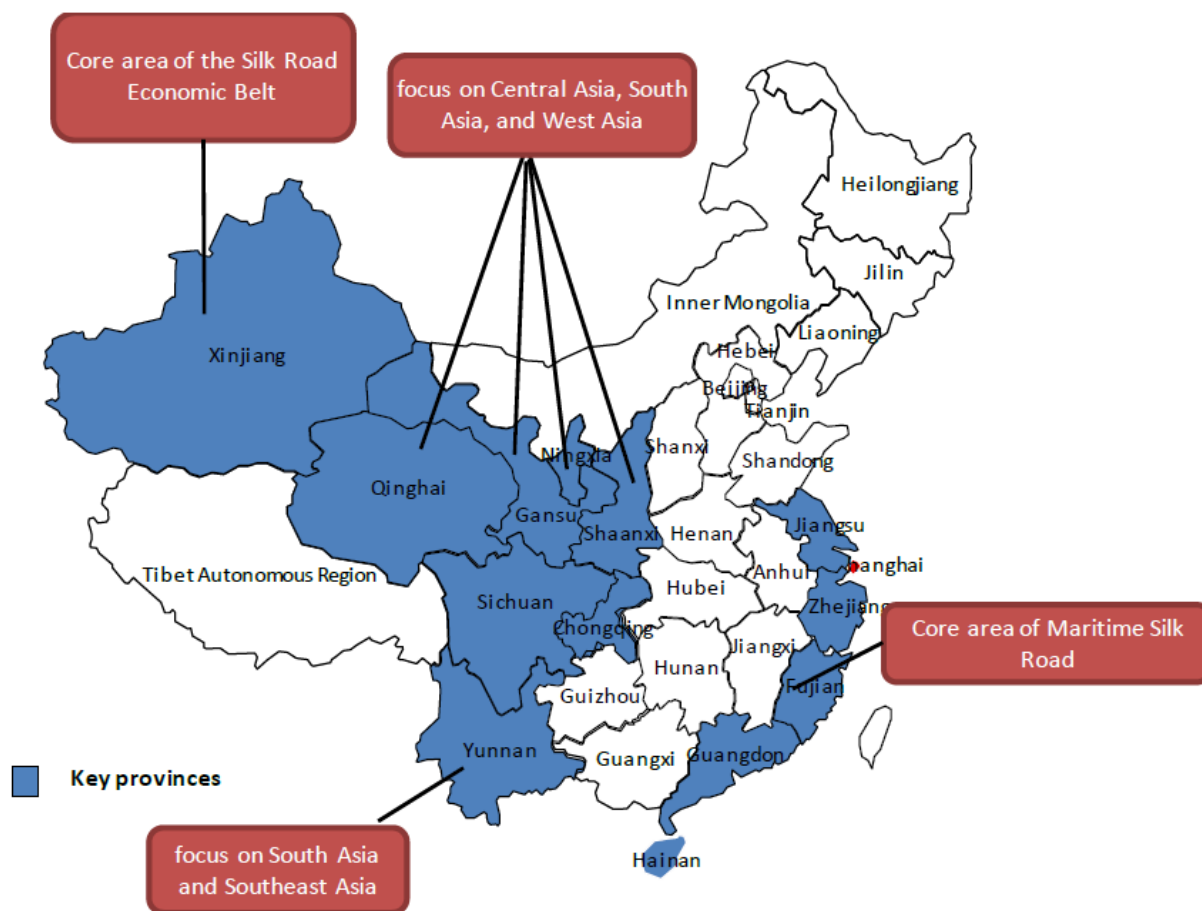 Core area of the Silk Road
Economic Belt
focus on Central Asia, South
Asia, and West Asia
Heilongjiang
Jilin
Inner Mongolia
Liaoning
Xinjiang
Hebei
Beijing
Tianjin
Shanxi
Ningxia
Shandong
Qinghai
Gansu
Shaanxi
Henan
Jiangsu
Tibet Autonomous Region
Anhui
anghai
Sichuan
Hubei
Zhejiang
Chongqing
Core area of Maritime Silk
Road
Jiangxi
Hunan
Fujian
Guizhou
Yunnan
Guangxi
Guangdon
Key provinces
focus on South Asia
and Southeast Asia
Hainan